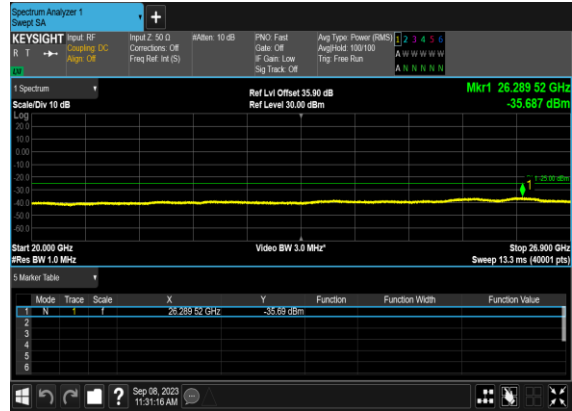 Spectrum Analyzer 1
Swept SA
+
KEYSIGHT Input: RF Input Z: 50 Ω #Atten: 10 dB PNO: Fast Avg Type: Power (RMS) 1 2 3 4 5 6
R T Coupling: DC Corrections: Off Gate: Off Avg|Hold: 100/100 A W W W W W
Align: Off Freq Ref: Int (S) IF Gain: Low Trig: Free Run
Sig Track: Off A N N N N N
1 Spectrum Ref Lvl Offset 35.90 dB Mkr1 26.289 52 GHz
Scale/Div 10 dB Ref Level 30.00 dBm -35.687 dBm
Log
20.0
10.0
0.00
-10.0
-20.0
-30.0
-40.0
-50.0
-60.0
1
Start 20.000 GHz Video BW 3.0 MHz* Stop 26.900 GHz
#Res BW 1.0 MHz Sweep 13.3 ms (40001 pts)
5 Marker Table
Mode Trace Scale X Y Function Function Width Function Value
1 N 1 f 26.289 52 GHz -35.69 dBm
2
3
4
5
6
? Sep 08, 2023
11:31:16 AM